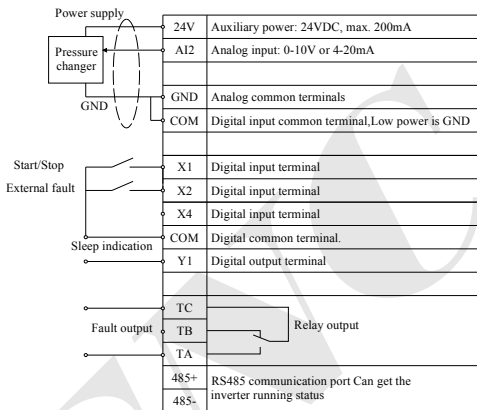 Power supply
24V Auxiliary power: 24VDC, max. 200mA
Pressure changer
AI2 Analog input: 0-10V or 4-20mA
GND
GND Analog common terminals
COM Digital input common terminal,Low power is GND
Start/Stop
X1 Digital input terminal
External fault
X2 Digital input terminal
X4 Digital input terminal
COM Digital common terminal.
Sleep indication
Y1 Digital output terminal
TC
Fault output
TB
Relay output
TA
485+ RS485 communication port Can get the
485- inverter running status